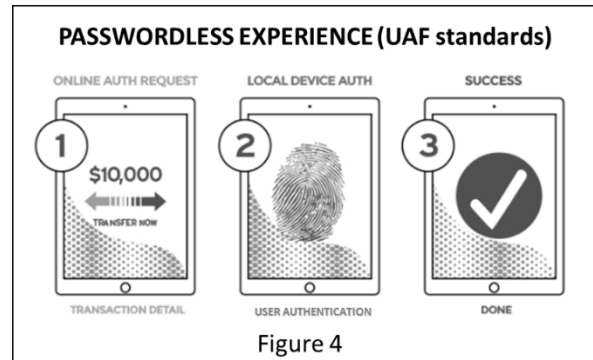 PASSWORDLESS EXPERIENCE (UAF standards)
ONLINE AUTH REQUEST
LOCAL DEVICE AUTH
SUCCESS
1
2
3
$10,000
TRANSFER NOW
TRANSACTION DETAIL
USER AUTHENTICATION
DONE
Figure 4